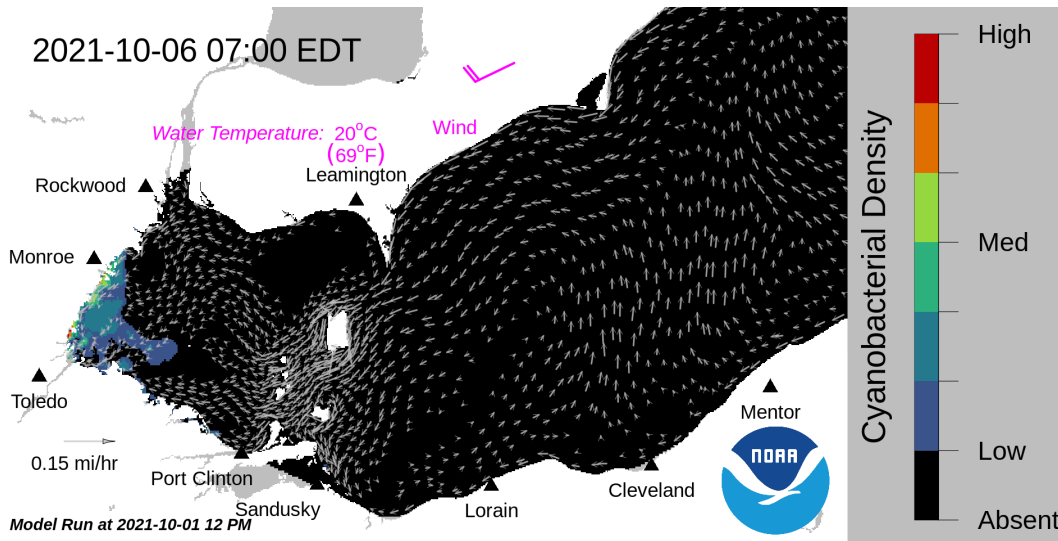 2021-10-06 07:00 EDT
High
Wind
Water Temperature: 20°C
(69°F)
Leamington
Rockwood
Cyanobacterial Density
Monroe
Med
Toledo
Mentor
NOAA
0.15 mi/hr
Low
Port Clinton
Cleveland
Sandusky
Lorain
Model Run at 2021-10-01 12 PM
Absent